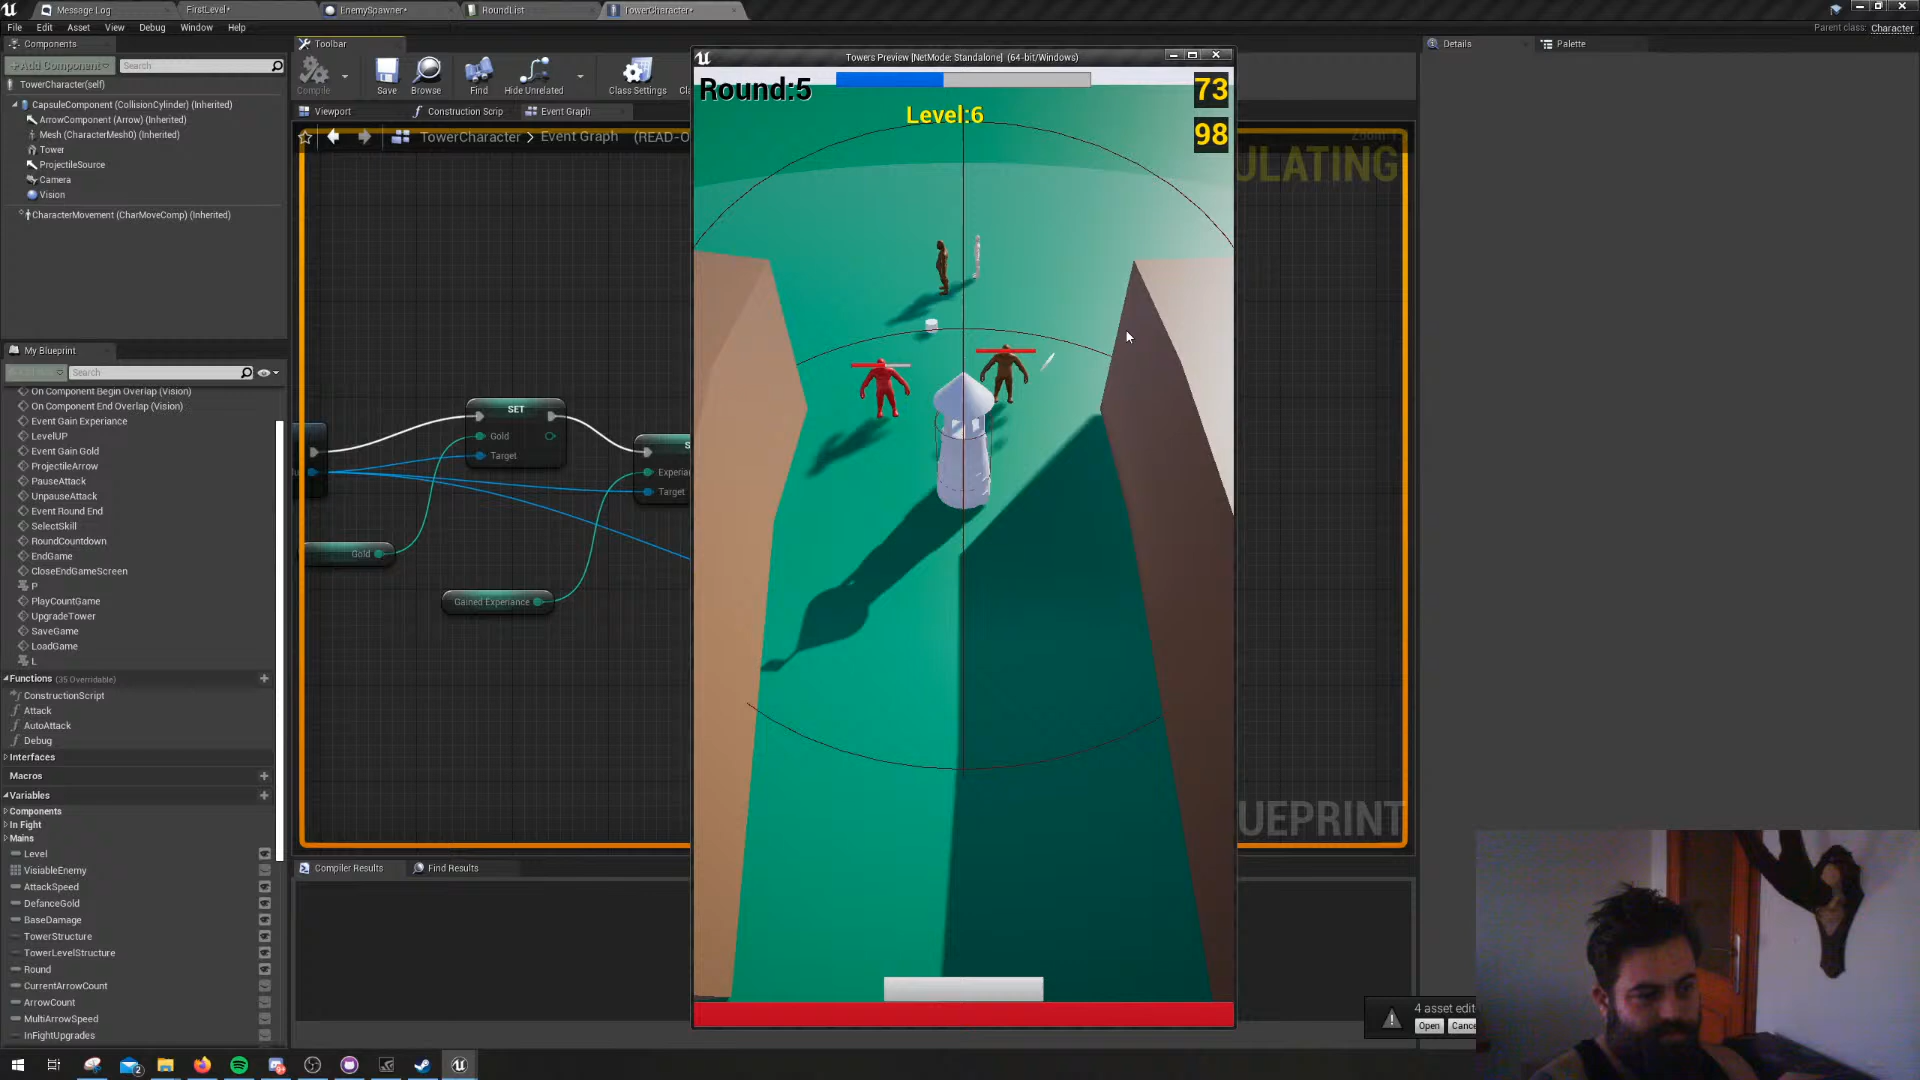 Message Log
FirstLevel*
EnemySpawner*
RoundList
TowerCharacter*
File Edit Asset View Debug Window Help
Parent class: Character
Components
Toolbar
Details
Palette
Search
TowerCharacter(self)
CapsuleComponent (CollisionCylinder) (Inherited)
ArrowComponent (Arrow) (Inherited)
Mesh (CharacterMesh0) (Inherited)
Tower
ProjectileSource
Camera
Vision
CharacterMovement (CharMoveComp) (Inherited)
Compile
Save
Browse
Find
Hide Unrelated
Class Settings
Viewport
Construction Scrip
Event Graph
TowerCharacter > Event Graph
(READ-O
ULATING
UEPRINT
SET
Gold
Target
Experian
Target
Gold
Gained Experiance
Towers Preview [NetMode: Standalone] (64-bit/Windows)
Round:5
Level:6
73
98
My Blueprint
Search
On Component Begin Overlap (Vision)
On Component End Overlap (Vision)
Event Gain Experience
LevelUP
Event Gain Gold
ProjectileArrow
PauseAttack
UnpauseAttack
Event Round End
SelectSkill
RoundCountdown
EndGame
CloseEndGameScreen
P
PlayCountGame
UpgradeTower
SaveGame
LoadGame
L
Functions (35 Overridable)
ConstructionScript
Attack
AutoAttack
Debug
Interfaces
Macros
Variables
Components
In Fight
Mains
Level
VisiableEnemy
AttackSpeed
DefanceGold
BaseDamage
TowerStructure
TowerLevelStructure
Round
CurrentArrowCount
ArrowCount
MultiArrowSpeed
InFightUpgrades
Compiler Results
Find Results
4 asset edit
Open
Cance